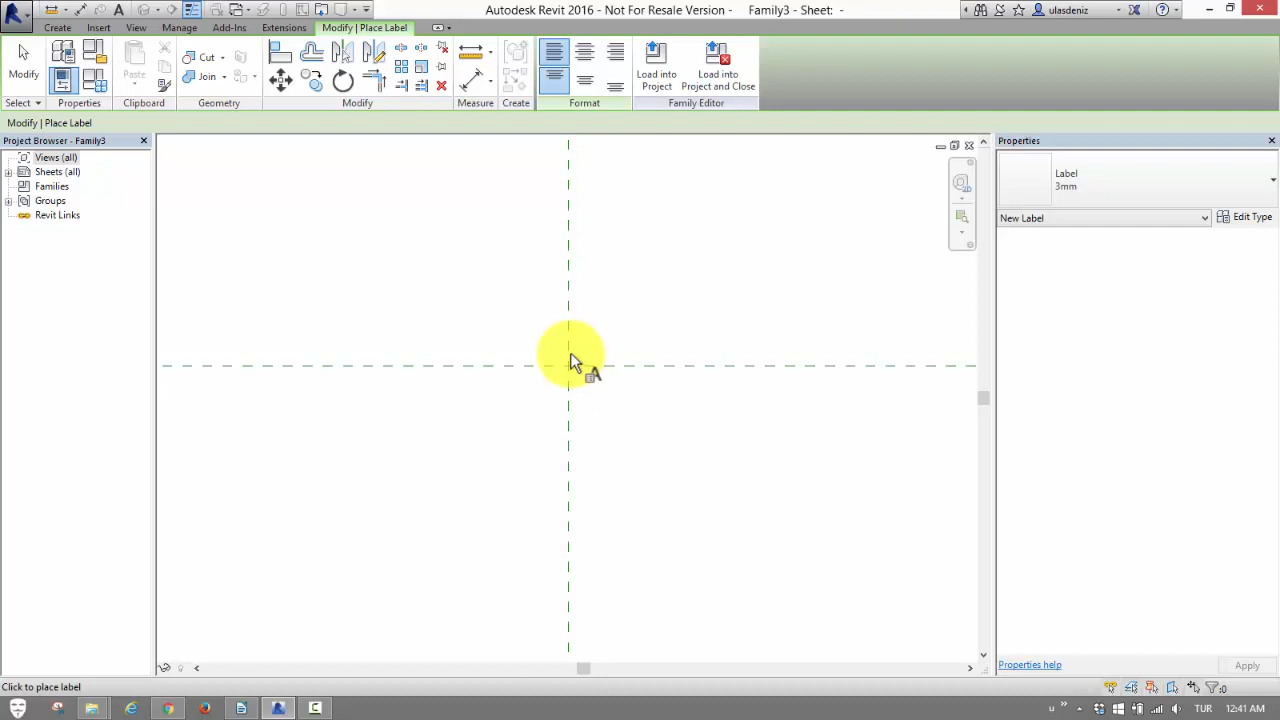 Autodesk Revit 2016 - Not For Resale Version - Family3 - Sheet: -
ulasdeniz
Create Insert View Manage Add-Ins Extensions Modify | Place Label
Modify
Paste
Cut
Join
Load into Project
Load into Project and Close
Select Properties Clipboard Geometry Modify Measure Create Format Family Editor
Modify | Place Label
Project Browser - Family3
Views (all)
Sheets (all)
Families
Groups
Revit Links
Properties
Label
3mm
New Label
Edit Type
Properties help
Apply
Click to place label
:0
TUR 12:41 AM